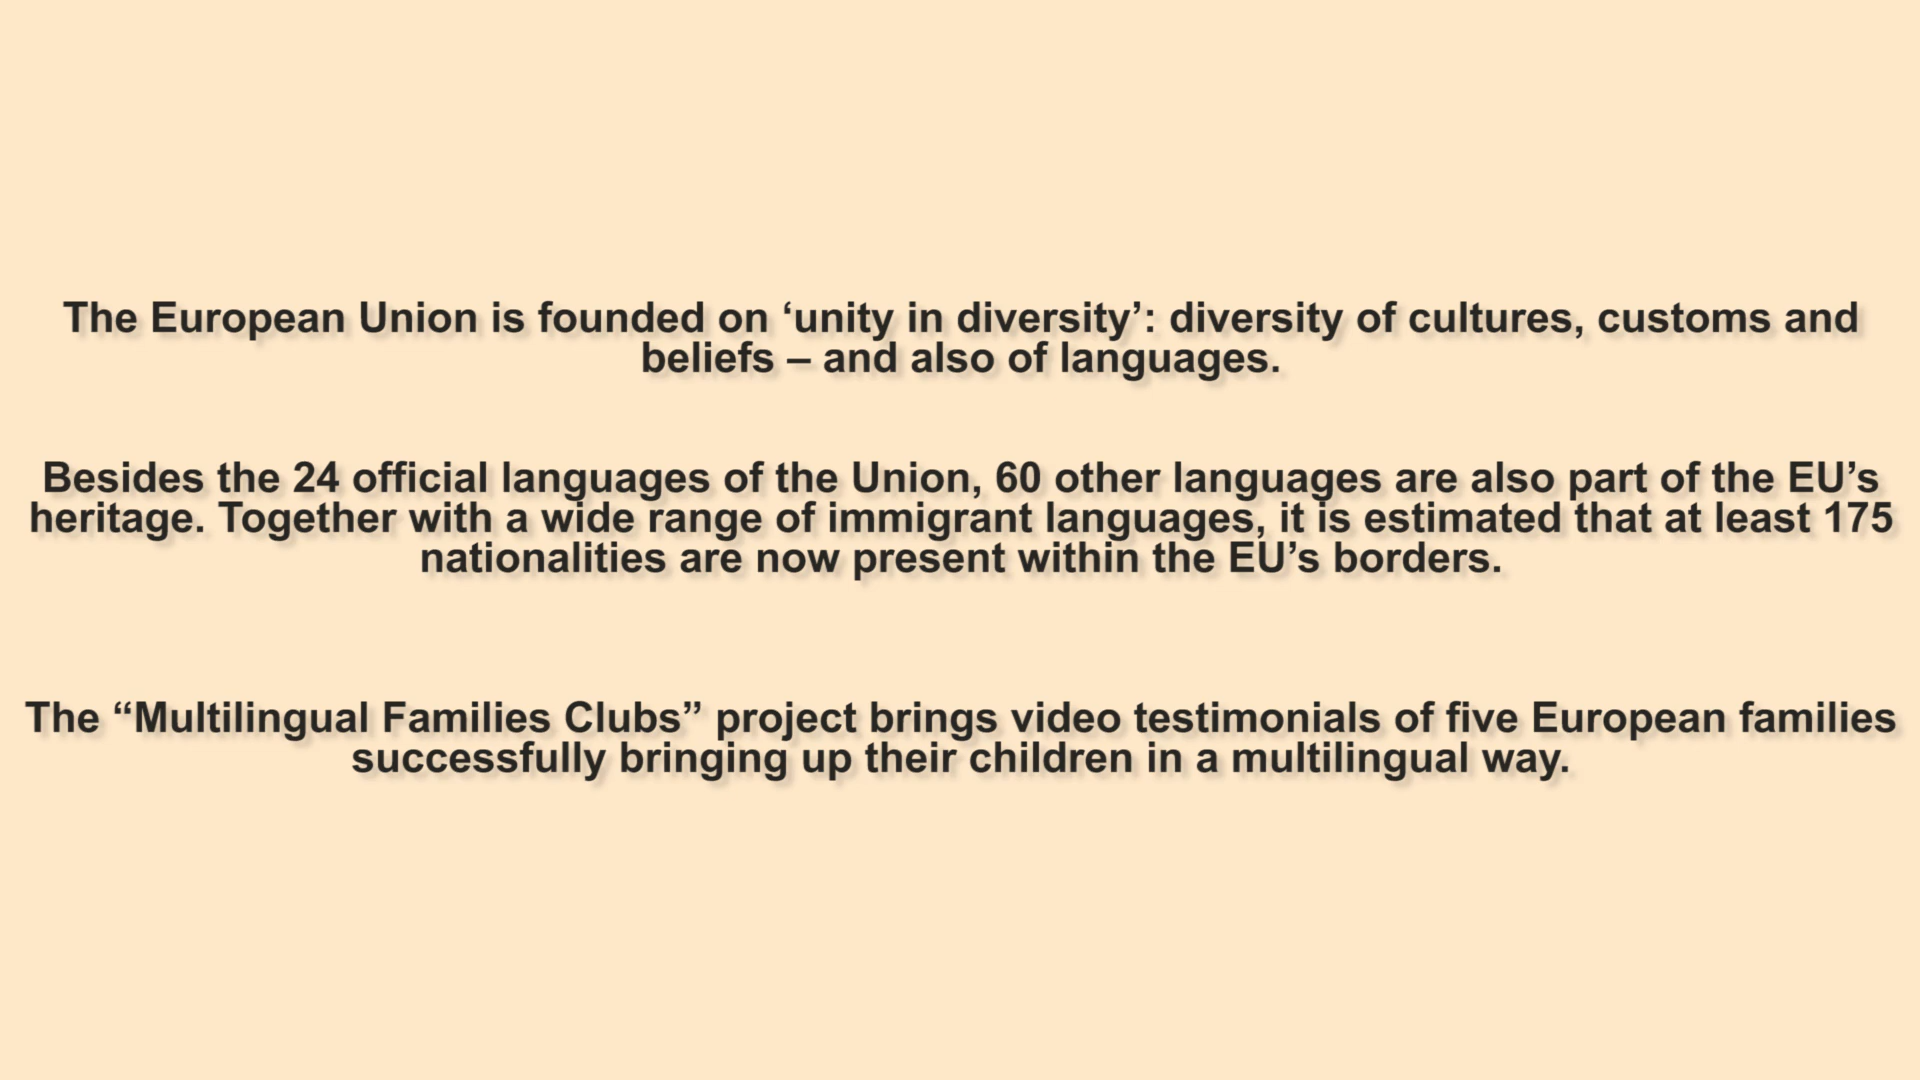 The European Union is founded on ‘unity in diversity’: diversity of cultures, customs and
beliefs – and also of languages.
Besides the 24 official languages of the Union, 60 other languages are also part of the EU’s
heritage. Together with a wide range of immigrant languages, it is estimated that at least 175
nationalities are now present within the EU’s borders.
The “Multilingual Families Clubs” project brings video testimonials of five European families
successfully bringing up their children in a multilingual way.